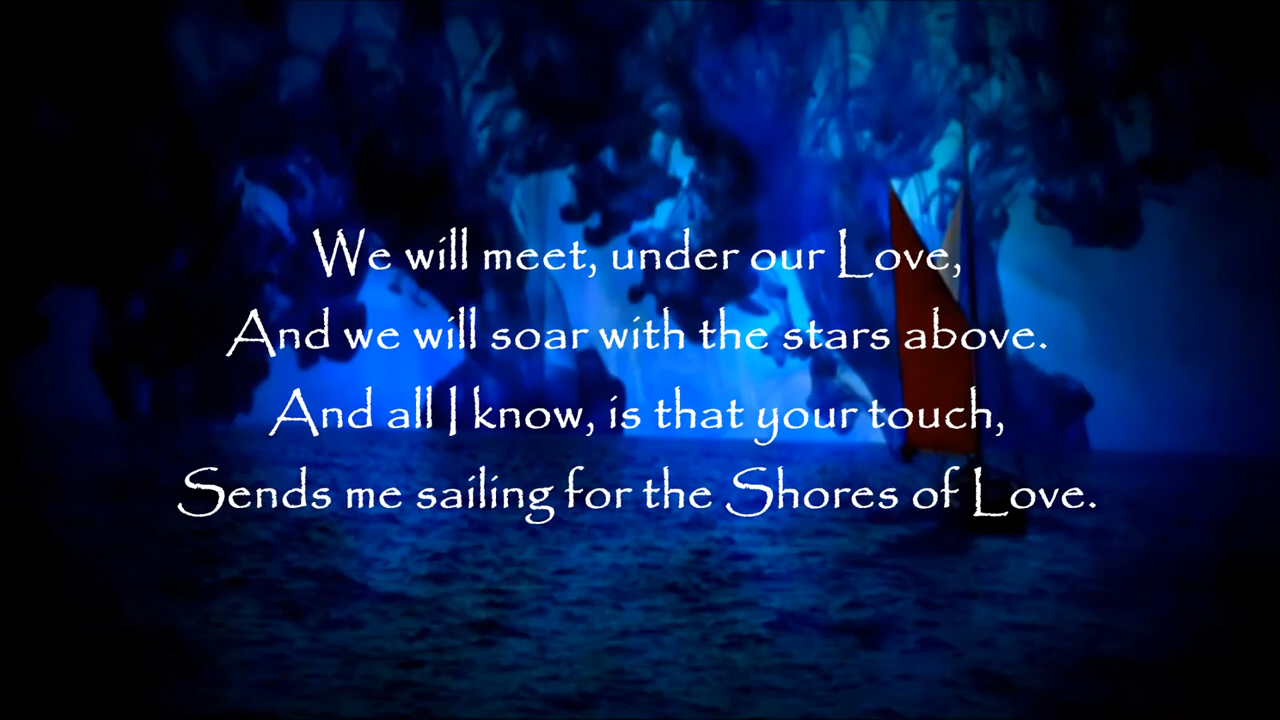 We will meet, under our Love,
And we will soar with the stars above.
And all I know, is that your touch,
Sends me sailing for the Shores of Love.